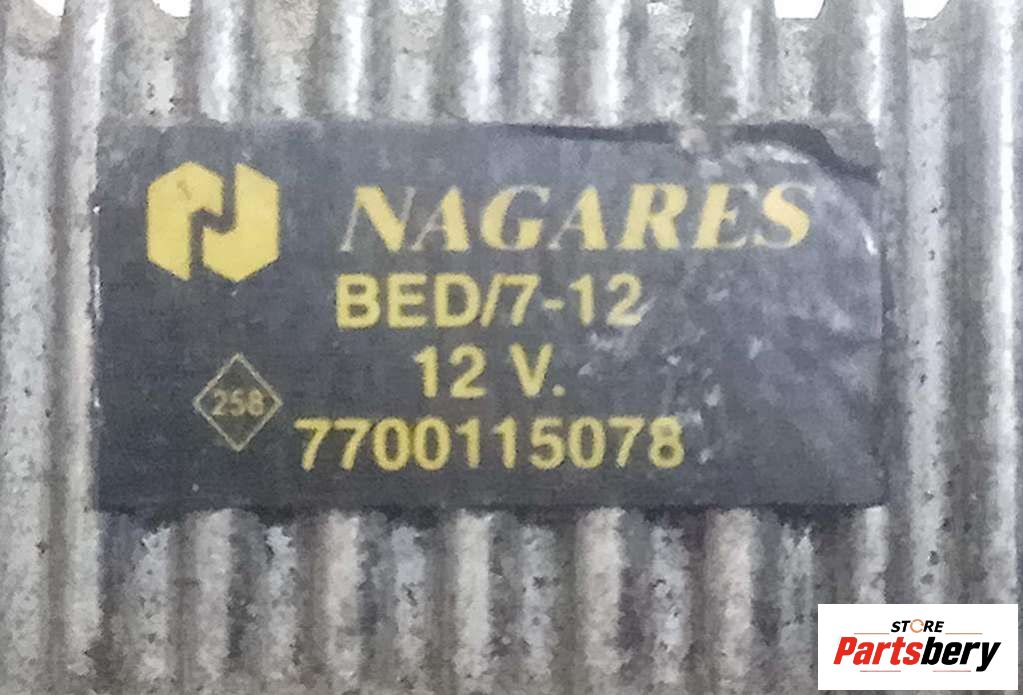 NAGARES
BED/7-12
12 V.
258
7700115078
STORE
Partsbery